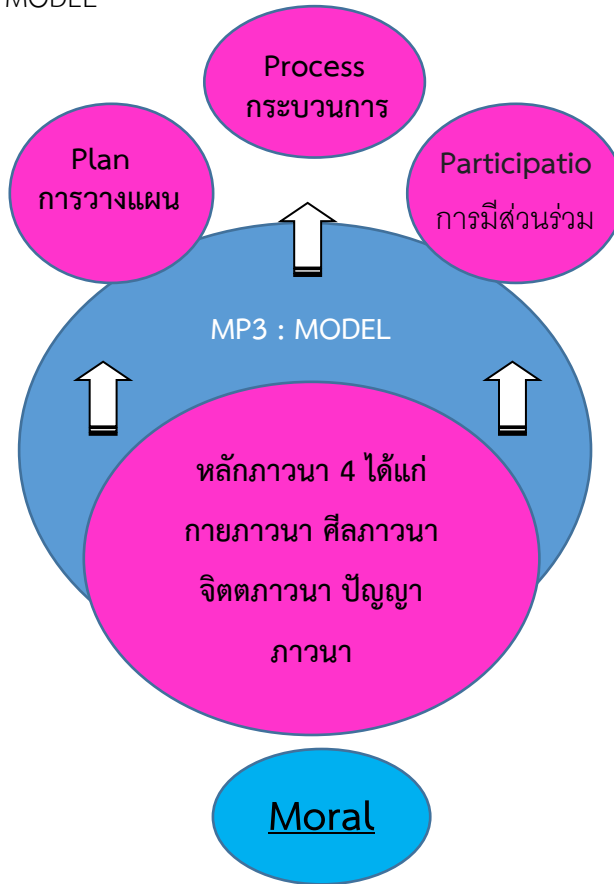 MODEL
Process
กระบวนการ
Plan
การวางแผน
Participatio
การมีส่วนร่วม
MP3 : MODEL
หลักภาวนา 4 ได้แก่
กายภาวนา ศีลภาวนา
จิตตภาวนา ปัญญา
ภาวนา
Moral